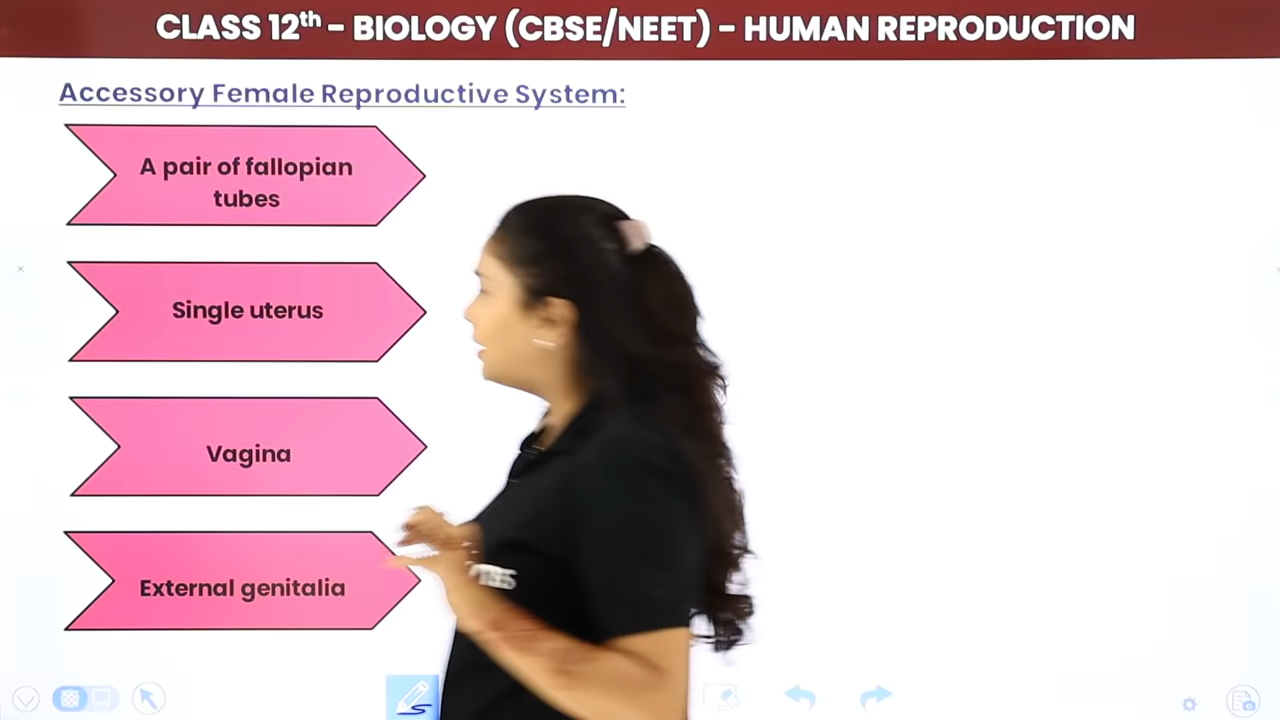 CLASS 12th - BIOLOGY (CBSE/NEET) - HUMAN REPRODUCTION
Accessory Female Reproductive System:
A pair of fallopian
tubes
Single uterus
Vagina
External genitalia